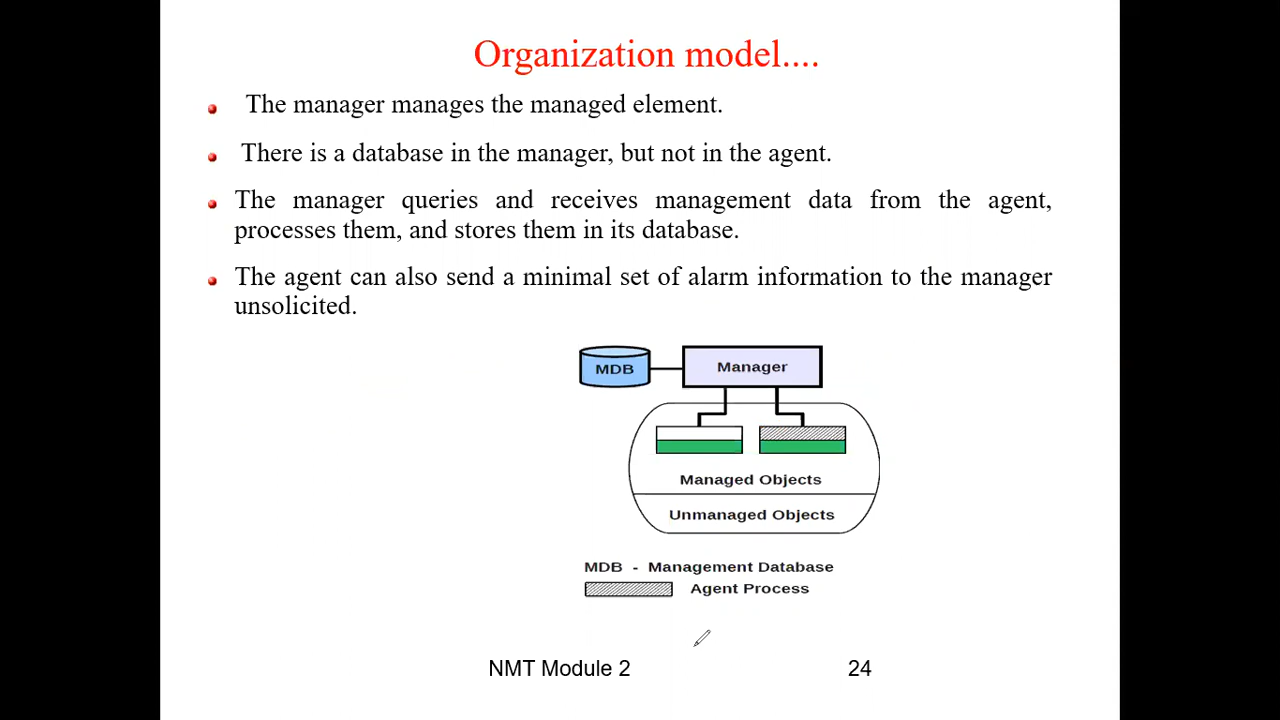 Organization model....
The manager manages the managed element.
There is a database in the manager, but not in the agent.
The manager queries and receives management data from the agent,
processes them, and stores them in its database.
The agent can also send a minimal set of alarm information to the manager
unsolicited.
MDB
Manager
Managed Objects
Unmanaged Objects
MDB - Management Database
Agent Process
NMT Module 2
24